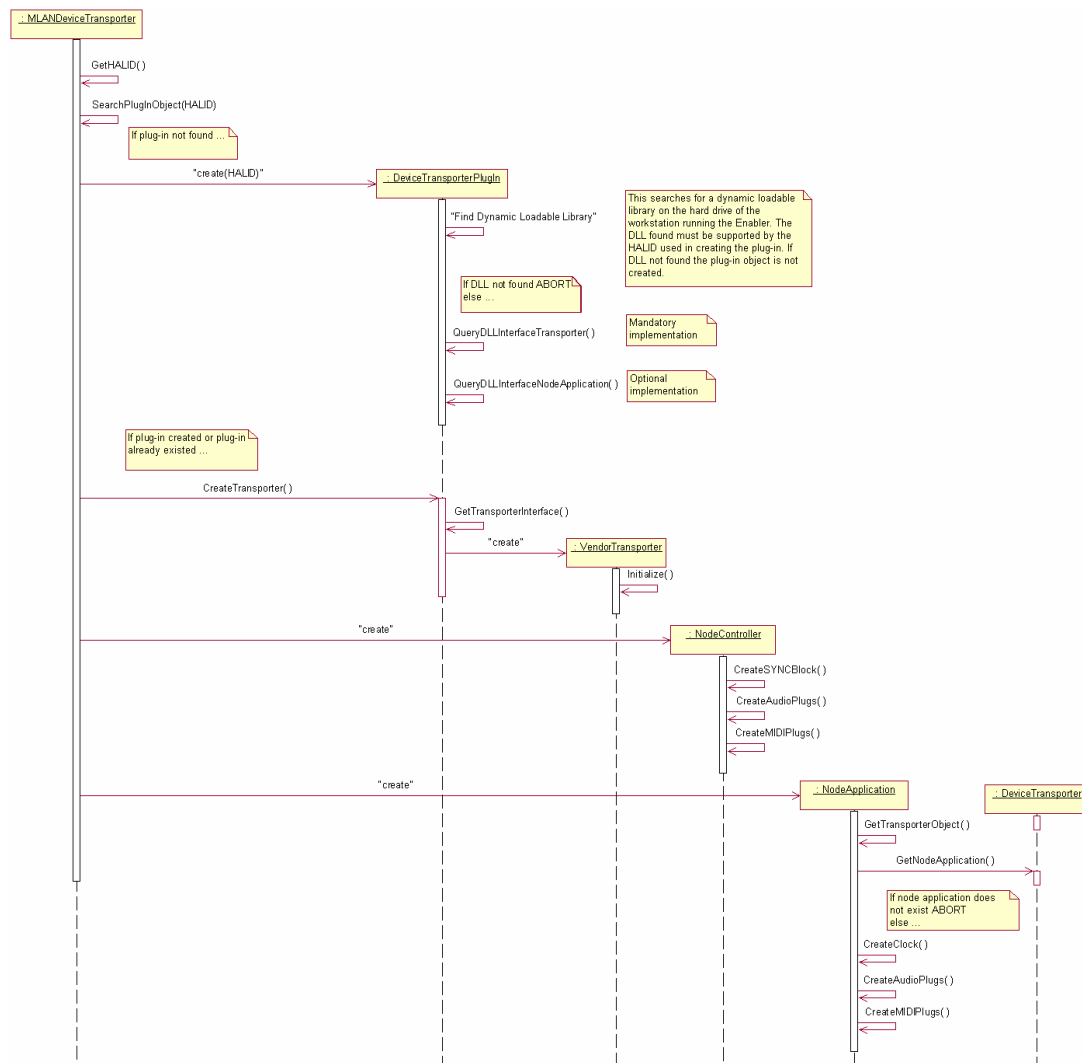 : MLANDeviceTransporter
GetHALID( )
SearchPlugInObject(HALID)
If plug-in not found ...
"create(HALID)"
: DeviceTransporterPlugIn
"Find Dynamic Loadable Library"
This searches for a dynamic loadable
library on the hard drive of the
workstation running the Enabler. The
DLL found must be supported by the
HALID used in creating the plug-in. If
DLL not found the plug-in object is not
created.
If DLL not found ABORT
else ...
QueryDLLInterfaceTransporter( )
Mandatory
implementation
QueryDLLInterfaceNodeApplication( )
Optional
implementation
If plug-in created or plug-in
already existed ...
CreateTransporter( )
GetTransporterInterface( )
"create"
: VendorTransporter
Initialize( )
"create"
: NodeController
CreateSYNCBlock( )
CreateAudioPlugs( )
CreateMIDIPlugs( )
"create"
: NodeApplication
: DeviceTransporter
GetTransporterObject( )
GetNodeApplication( )
If node application does
not exist ABORT
else ...
CreateClock( )
CreateAudioPlugs( )
CreateMIDIPlugs( )